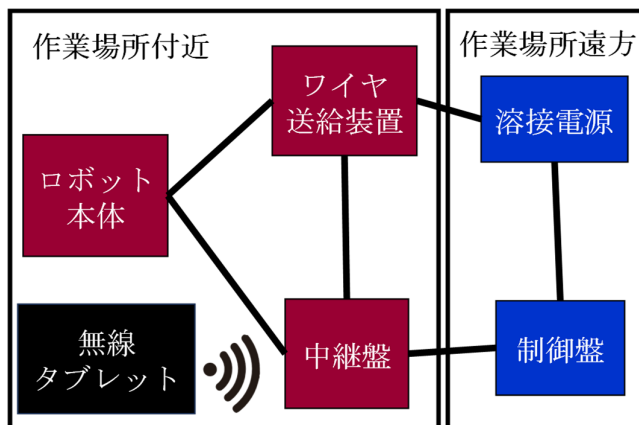 作業場所付近
作業場所遠方
ワイヤ
送給装置
溶接電源
ロボット
本体
無線
タブレット
中継盤
制御盤